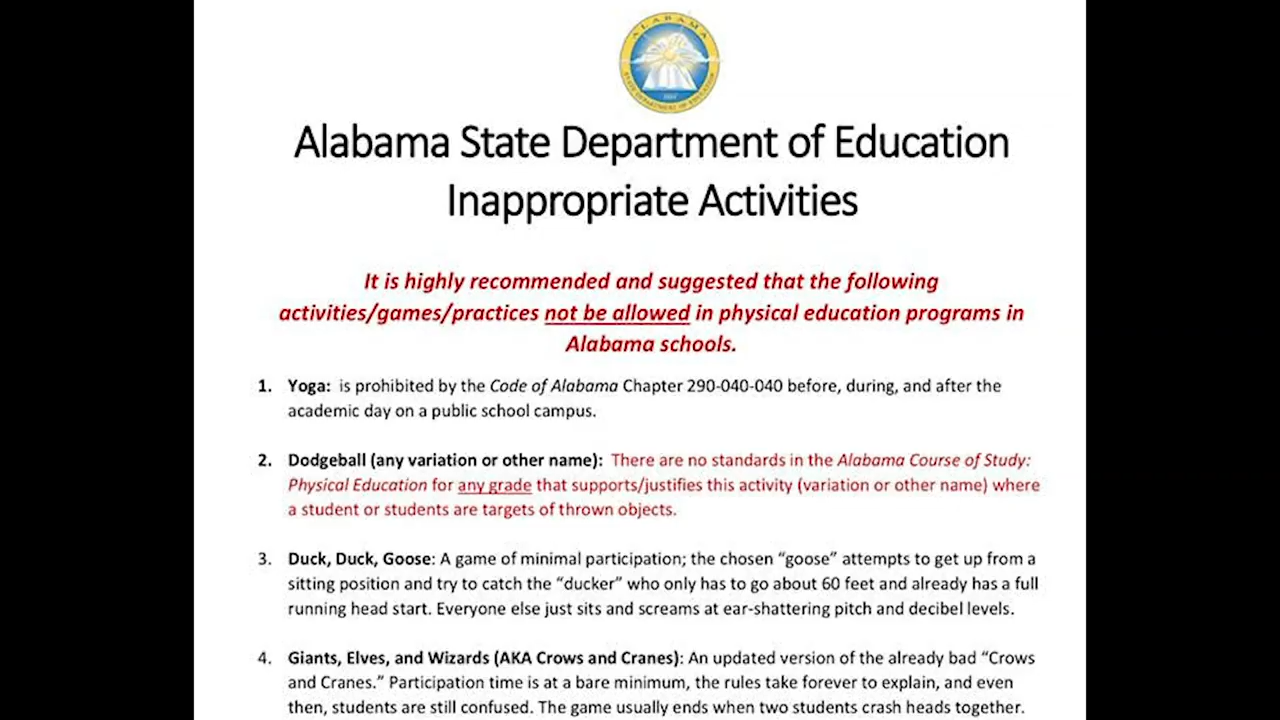 ALABAMA
STATE DEPARTMENT OF EDUCATION
Alabama State Department of Education
Inappropriate Activities
It is highly recommended and suggested that the following
activities/games/practices not be allowed in physical education programs in
Alabama schools.
1. Yoga: is prohibited by the Code of Alabama Chapter 290-040-040 before, during, and after the
academic day on a public school campus.
2. Dodgeball (any variation or other name): There are no standards in the Alabama Course of Study:
Physical Education for any grade that supports/justifies this activity (variation or other name) where
a student or students are targets of thrown objects.
3. Duck, Duck, Goose: A game of minimal participation; the chosen “goose” attempts to get up from a
sitting position and try to catch the “ducker” who only has to go about 60 feet and already has a full
running head start. Everyone else just sits and screams at ear-shattering pitch and decibel levels.
4. Giants, Elves, and Wizards (AKA Crows and Cranes): An updated version of the already bad “Crows
and Cranes.” Participation time is at a bare minimum, the rules take forever to explain, and even
then, students are still confused. The game usually ends when two students crash heads together.